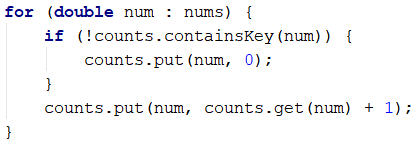 for (double num : nums) {
    if (!counts.containsKey(num)) {
        counts.put(num, 0);
    }
    counts.put(num, counts.get(num) + 1);
}